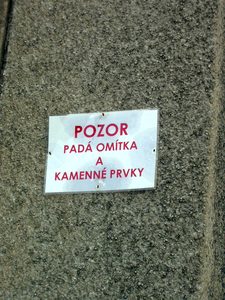 POZOR
PADÁ OMÍTKA
A
KAMENNÉ PRVKY